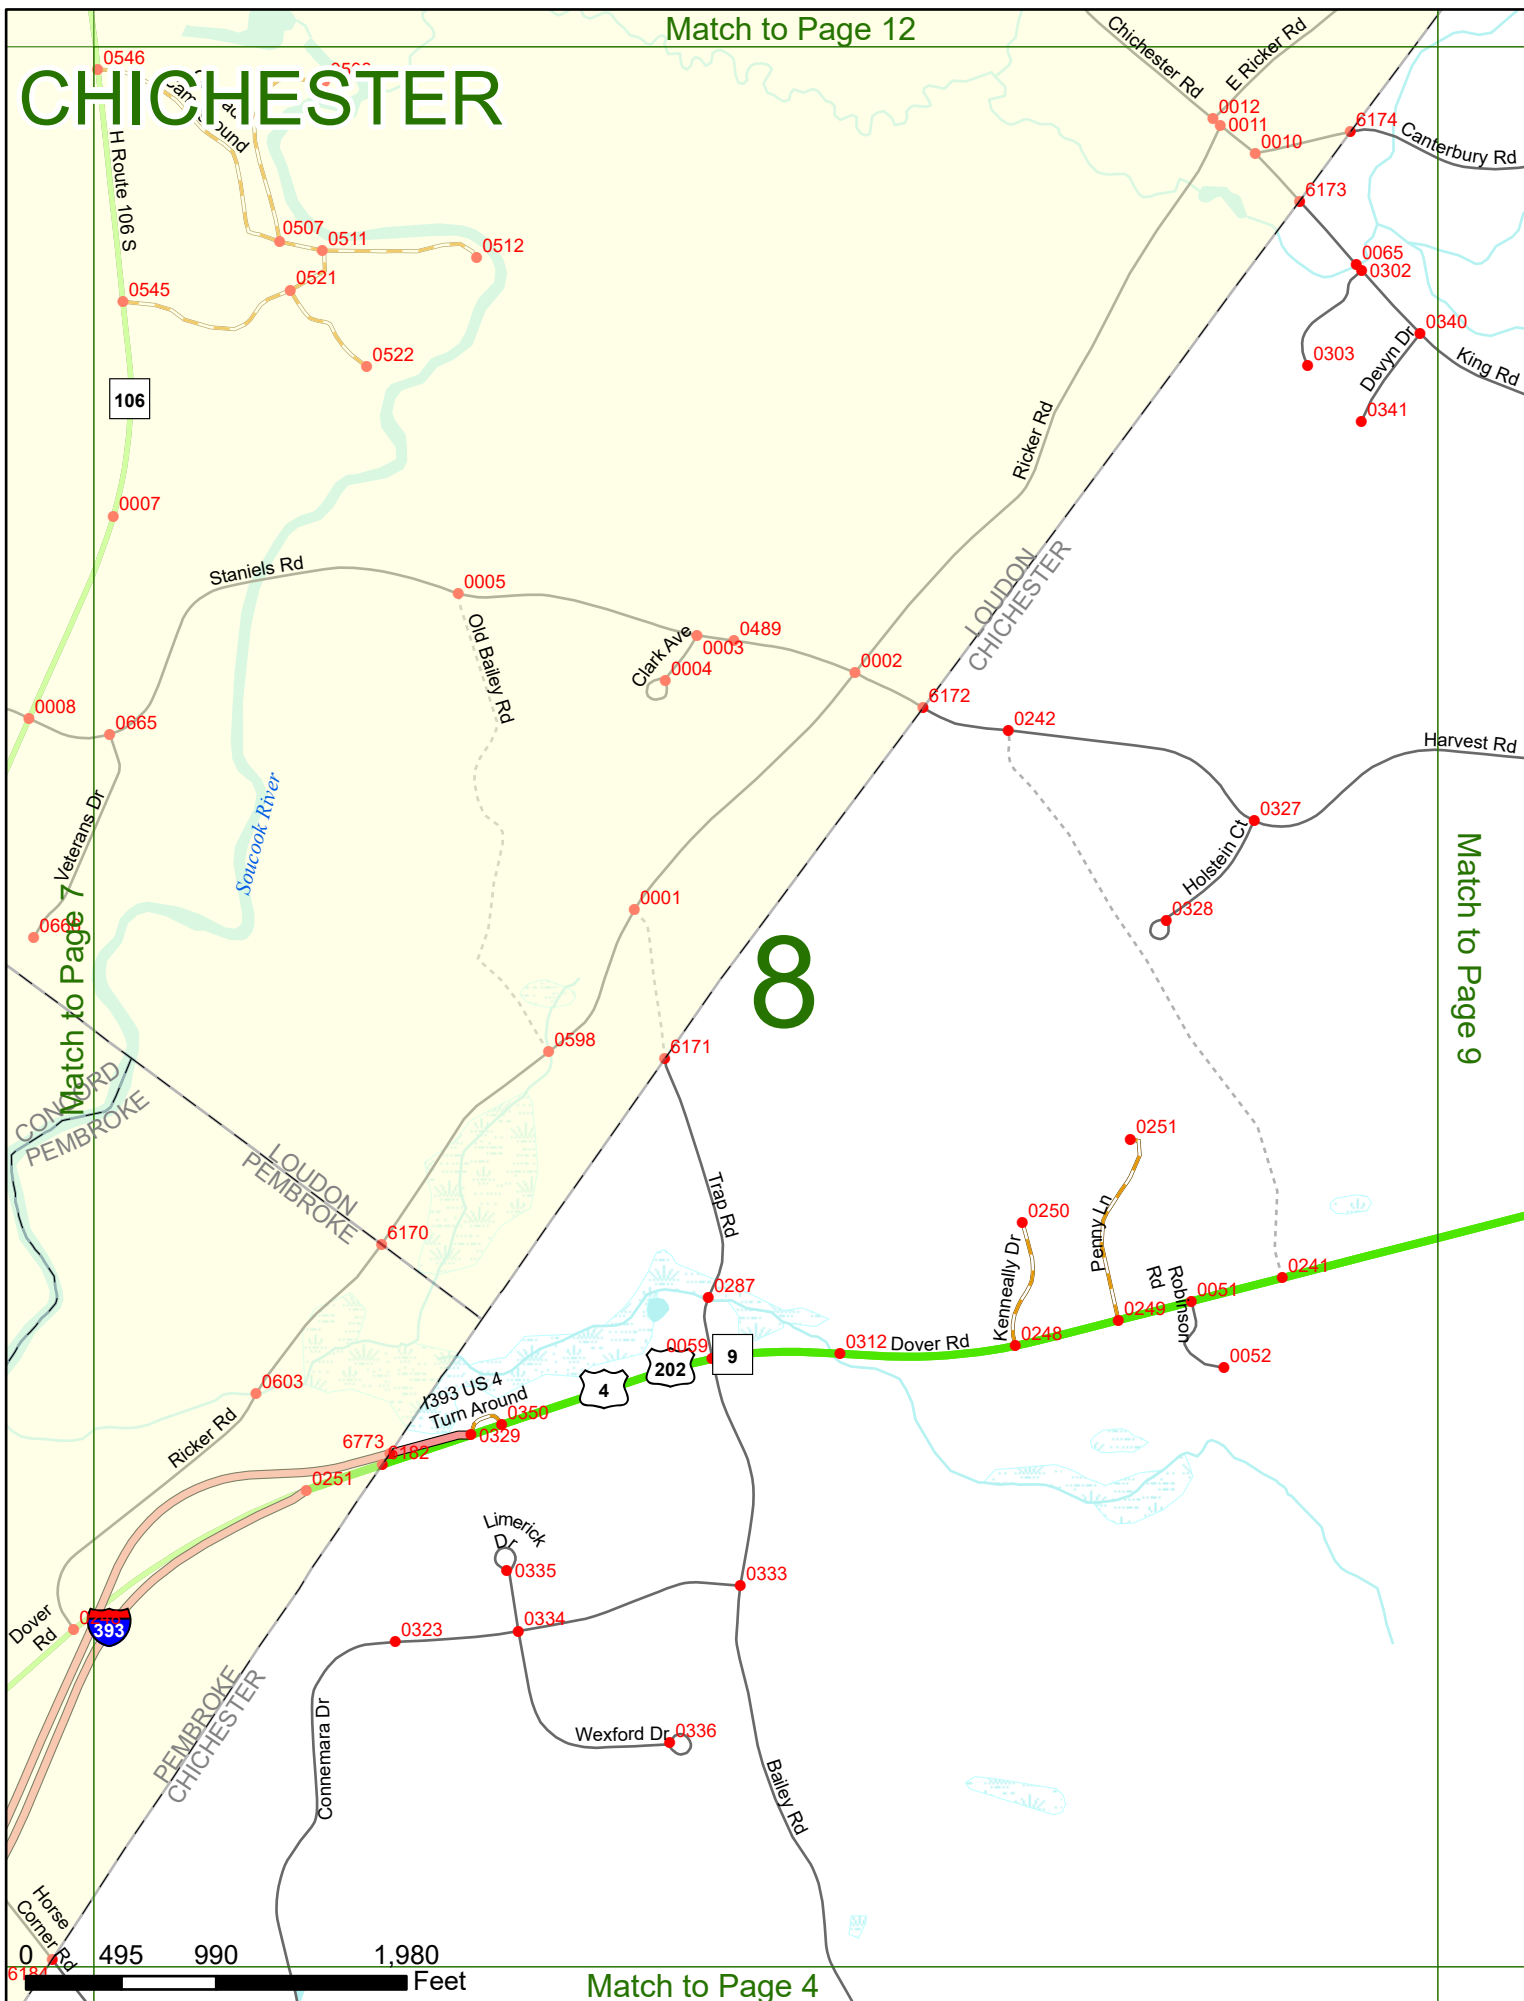 Match to Page 12
CHICHESTER
0546
H Route 106 S
Chichester Rd
E Ricker Rd
0012
0011
0010
6174
Canterbury Rd
6173
0507
0511
0512
0521
0545
0522
0065
0302
0340
0303
Devyn Dr
King Rd
0341
106
0007
Ricker Rd
Staniels Rd
0005
Old Bailey Rd
Clark Ave
0003
0489
0004
0002
LOUDON
CHICHESTER
6172
0242
Harvest Rd
0008
0665
Veterans Dr
Soucook River
0327
Holstein Ct
0328
Match to Page 7
Match to Page 9
0001
8
0598
6171
CONCORD
PEMBROKE
LOUDON
PEMBROKE
6170
Trap Rd
0251
0250
Penny Ln
Kenneally Dr
Robinson
Rd
0241
0051
0249
0248
0052
0287
0059
9
202
4
0312
Dover Rd
0603
Ricker Rd
I393 US 4
Turn Around
0350
0329
6773
6182
0251
Limerick
Dr
0335
0333
0334
0323
Dover
Rd
393
PEMBROKE
CHICHESTER
Connemara Dr
Wexford Dr
0336
Bailey Rd
Horse
Corner Rd
6184
0 495 990 1,980
Feet
Match to Page 4